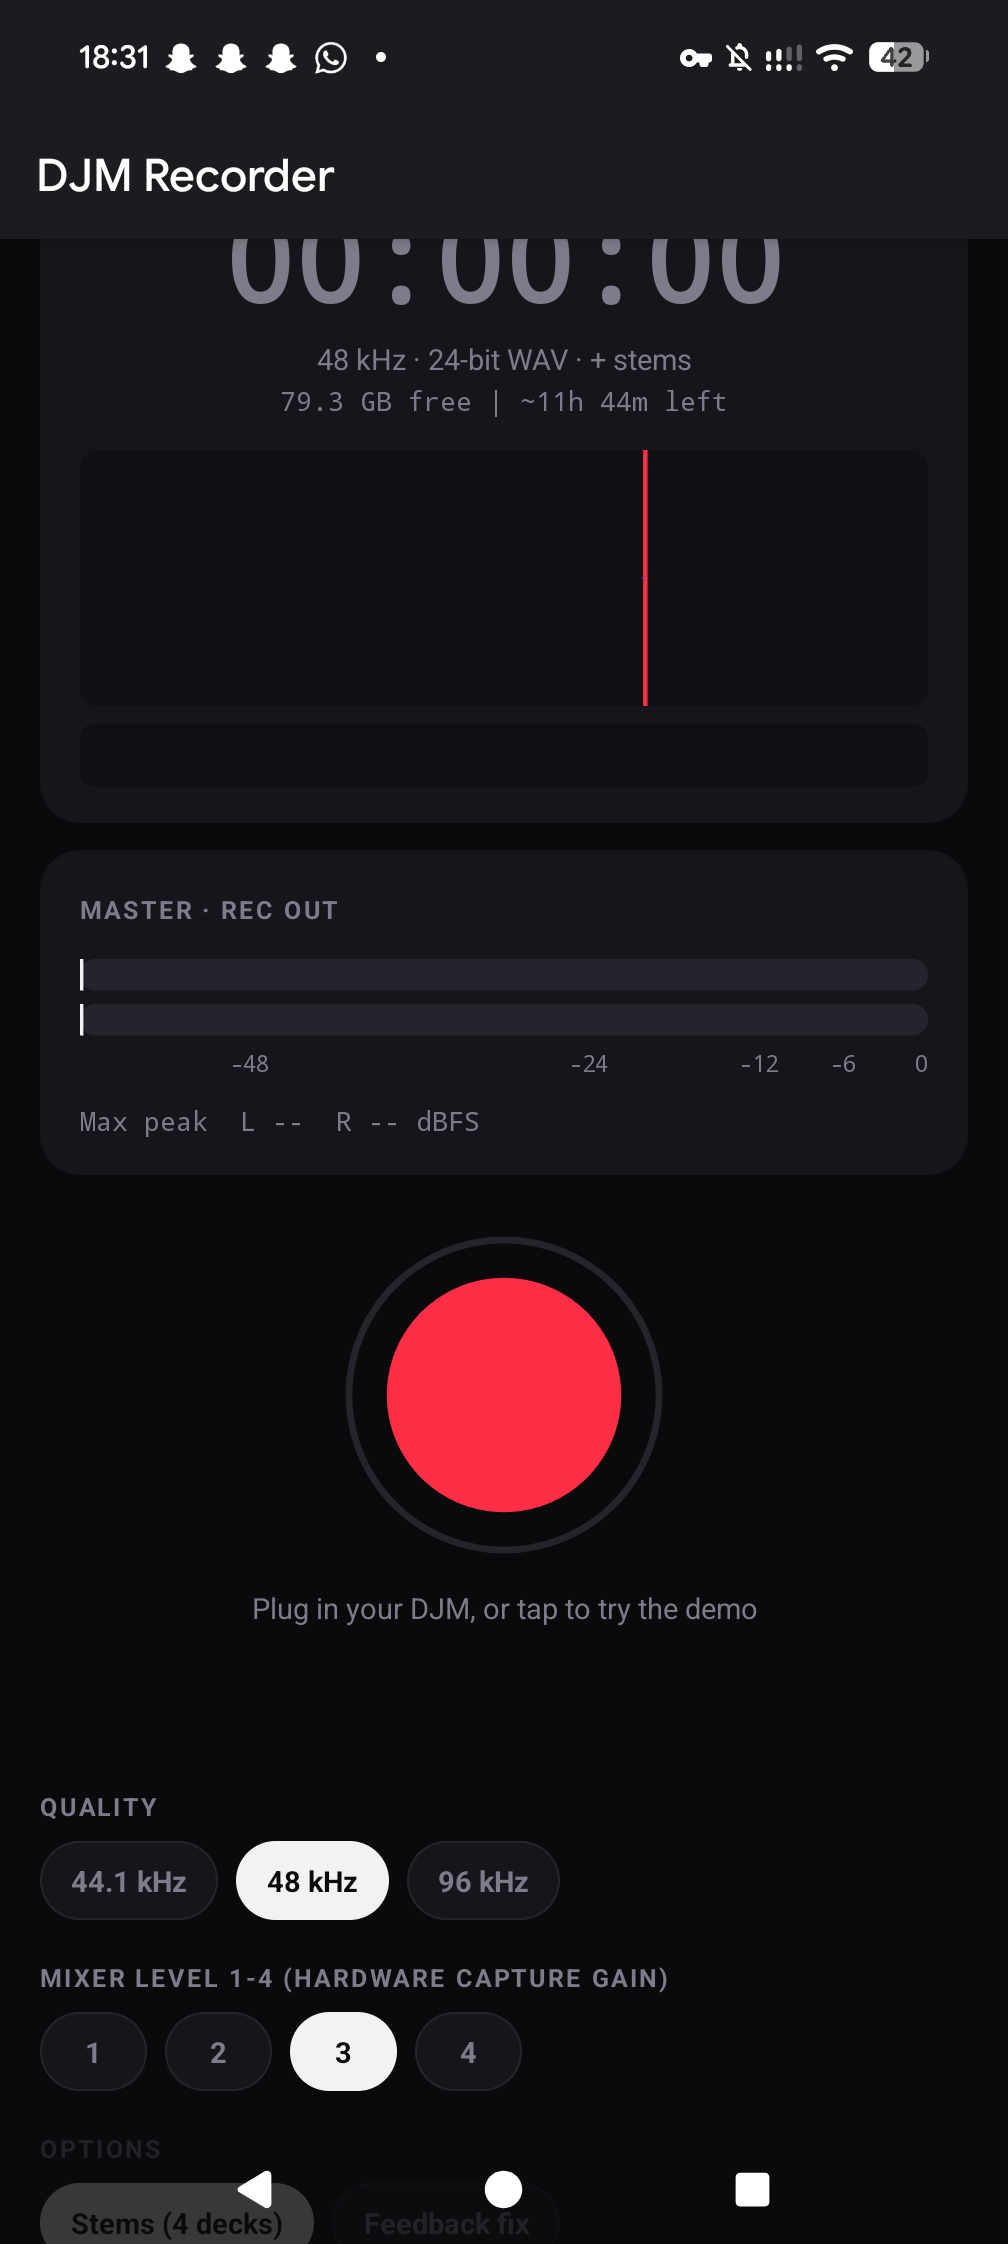 18:31
42
DJM Recorder
00:00:00
48 kHz · 24-bit WAV · + stems
79.3 GB free | ~11h 44m left
MASTER · REC OUT
-48 -24 -12 -6 0
Max peak L -- R -- dBFS
Plug in your DJM, or tap to try the demo
QUALITY
44.1 kHz 48 kHz 96 kHz
MIXER LEVEL 1-4 (HARDWARE CAPTURE GAIN)
1 2 3 4
OPTIONS
Stems (4 decks) Feedback fix